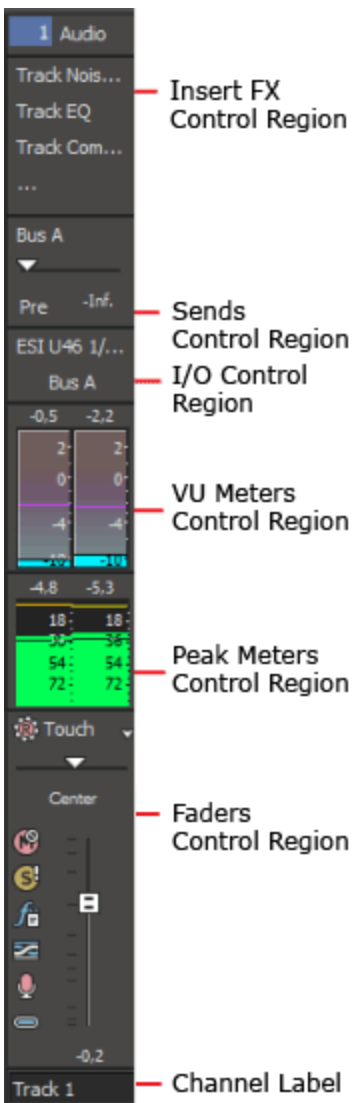 1 Audio
Track Nois...
Insert FX
Control Region
Track EQ
Track Com...
...
Bus A
Pre -Inf.
Sends
Control Region
ESI U46 1/...
Bus A
I/O Control
Region
-0,5 -2,2
2 2
0 0
VU Meters
Control Region
-4 -4
-10 -10
-4,8 -5,3
18 18
36 36
54 54
72 72
Peak Meters
Control Region
R Touch
Center
Faders
Control Region
M
S!
f
-0,2
Track 1
Channel Label